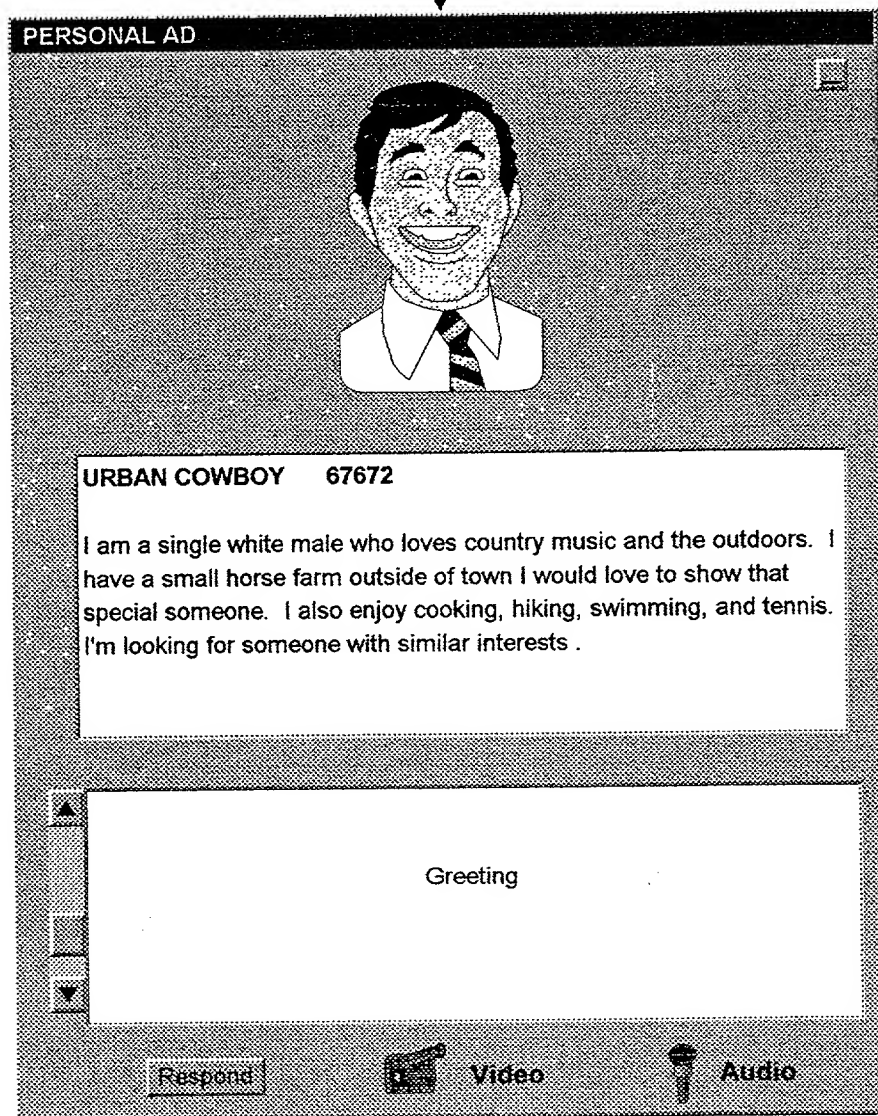 PERSONAL AD
URBAN COWBOY 67672
I am a single white male who loves country music and the outdoors. I
have a small horse farm outside of town I would love to show that
special someone. I also enjoy cooking, hiking, swimming, and tennis.
I'm looking for someone with similar interests .
Greeting
Respond Video Audio